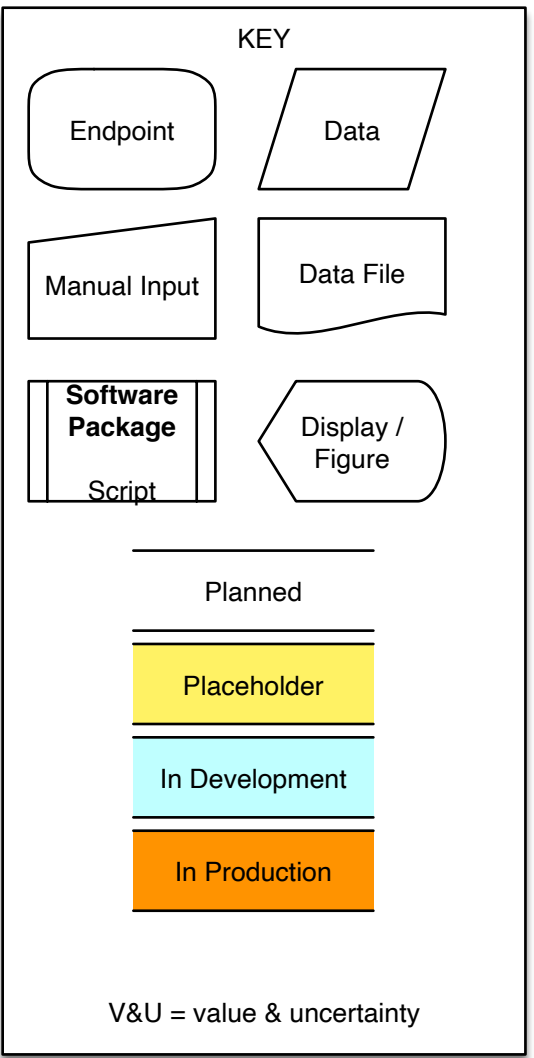 KEY
Endpoint
Data
Manual Input
Data File
Software
Package
Script
Display /
Figure
Planned
Placeholder
In Development
In Production
V&U = value & uncertainty